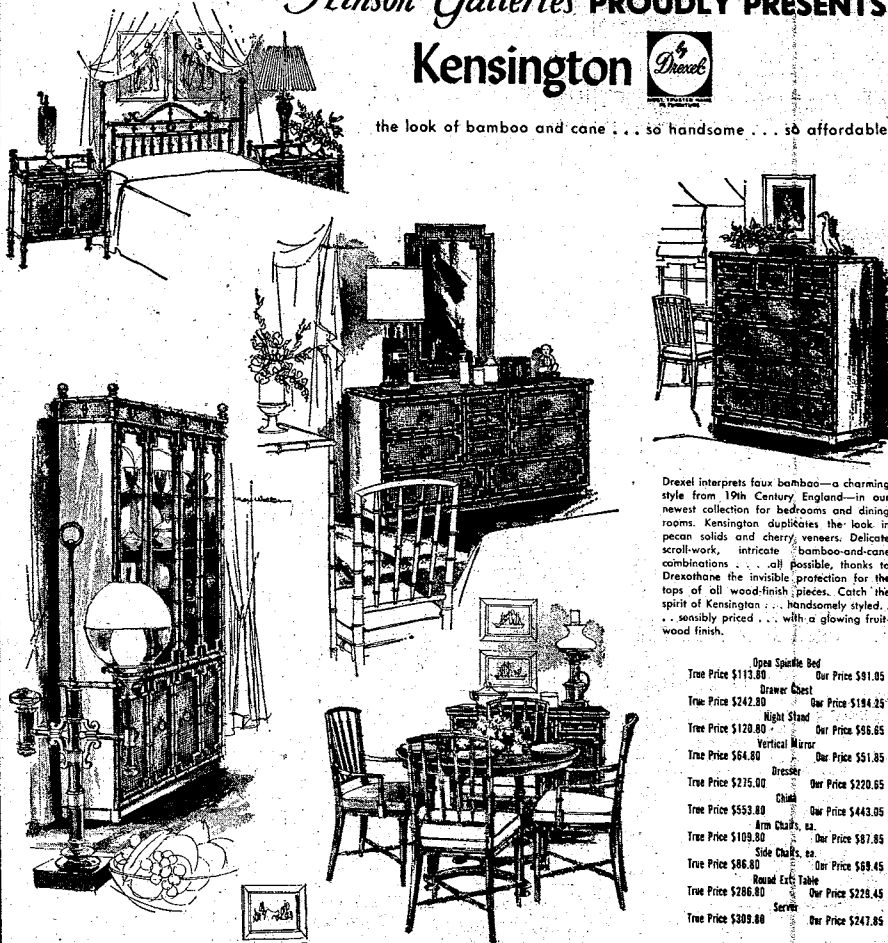 Hinson Galleries PROUDLY PRESENTS
Kensington
by
Drexel
MOST TRUSTED NAME
IN FURNITURE
the look of bamboo and cane . . . so handsome . . . so affordable
Drexel interprets faux bamboo—a charming
style from 19th Century England—in our
newest collection for bedrooms and dining
rooms. Kensington duplicates the look in
pecan solids and cherry veneers. Delicate
scroll-work, intricate bamboo-and-cane
combinations . . . .all possible, thanks to
Drexothane the invisible protection for the
tops of all wood-finish pieces. Catch the
spirit of Kensington . . . handsomely styled. .
. . sensibly priced . . . with a glowing fruit-
wood finish.
Open Spindle Bed
True Price $113.80 Our Price $91.05
Drawer Chest
True Price $242.80 Our Price $194.25
Night Stand
True Price $120.80 Our Price $96.65
Vertical Mirror
True Price $64.80 Our Price $51.85
Dresser
True Price $275.00 Our Price $220.65
China
True Price $553.80 Our Price $443.05
Arm Chairs, ea.
True Price $109.80 Our Price $87.85
Side Chairs, ea.
True Price $86.80 Our Price $69.45
Round Ext. Table
True Price $286.80 Our Price $229.45
Server
True Price $309.80 Our Price $247.85